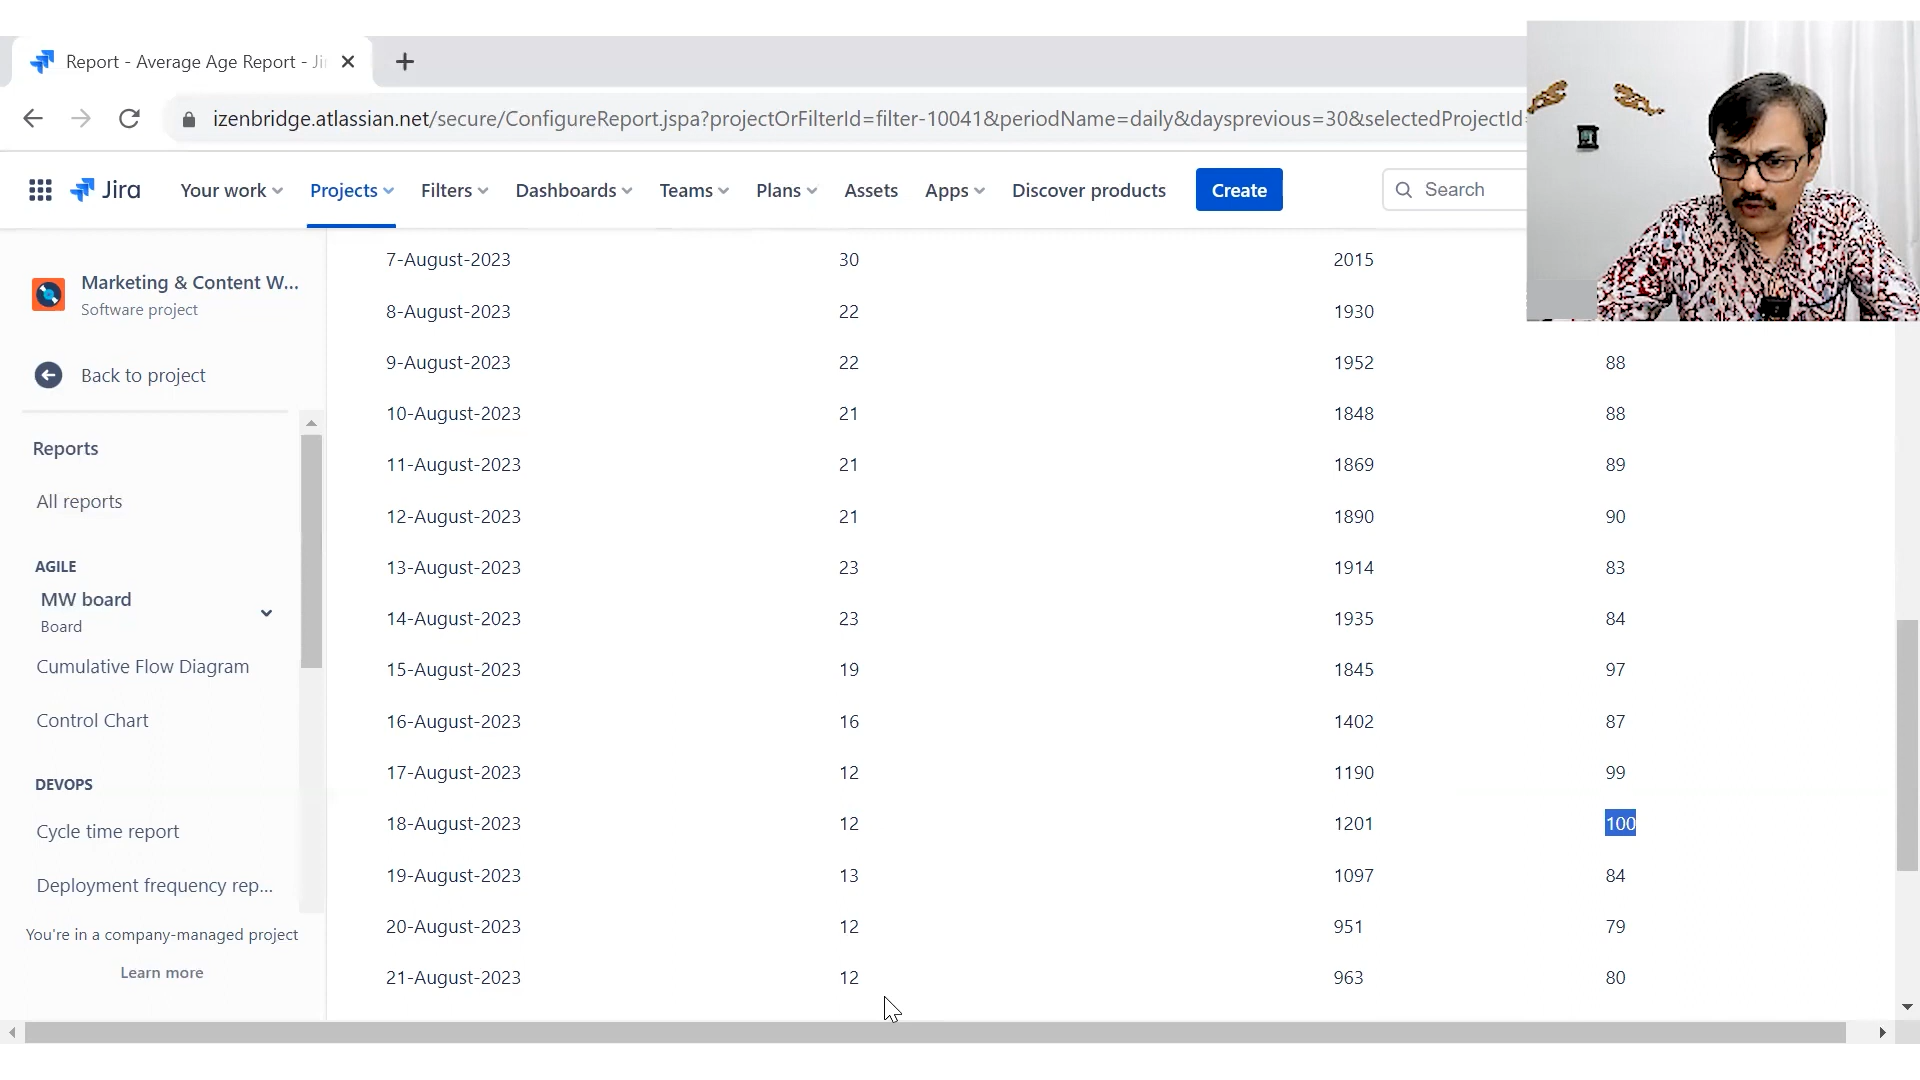 Report - Average Age Report - Ji
izenbridge.atlassian.net/secure/ConfigureReport.jspa?projectOrFilterId=filter-10041&periodName=daily&daysprevious=30&selectedProjectId=
Jira Your work Projects Filters Dashboards Teams Plans Assets Apps Discover products Create Search
Marketing & Content W...
Software project
Back to project
Reports
All reports
AGILE
MW board
Board
Cumulative Flow Diagram
Control Chart
DEVOPS
Cycle time report
Deployment frequency rep...
You're in a company-managed project
Learn more
7-August-2023 30 2015
8-August-2023 22 1930
9-August-2023 22 1952 88
10-August-2023 21 1848 88
11-August-2023 21 1869 89
12-August-2023 21 1890 90
13-August-2023 23 1914 83
14-August-2023 23 1935 84
15-August-2023 19 1845 97
16-August-2023 16 1402 87
17-August-2023 12 1190 99
18-August-2023 12 1201 100
19-August-2023 13 1097 84
20-August-2023 12 951 79
21-August-2023 12 963 80